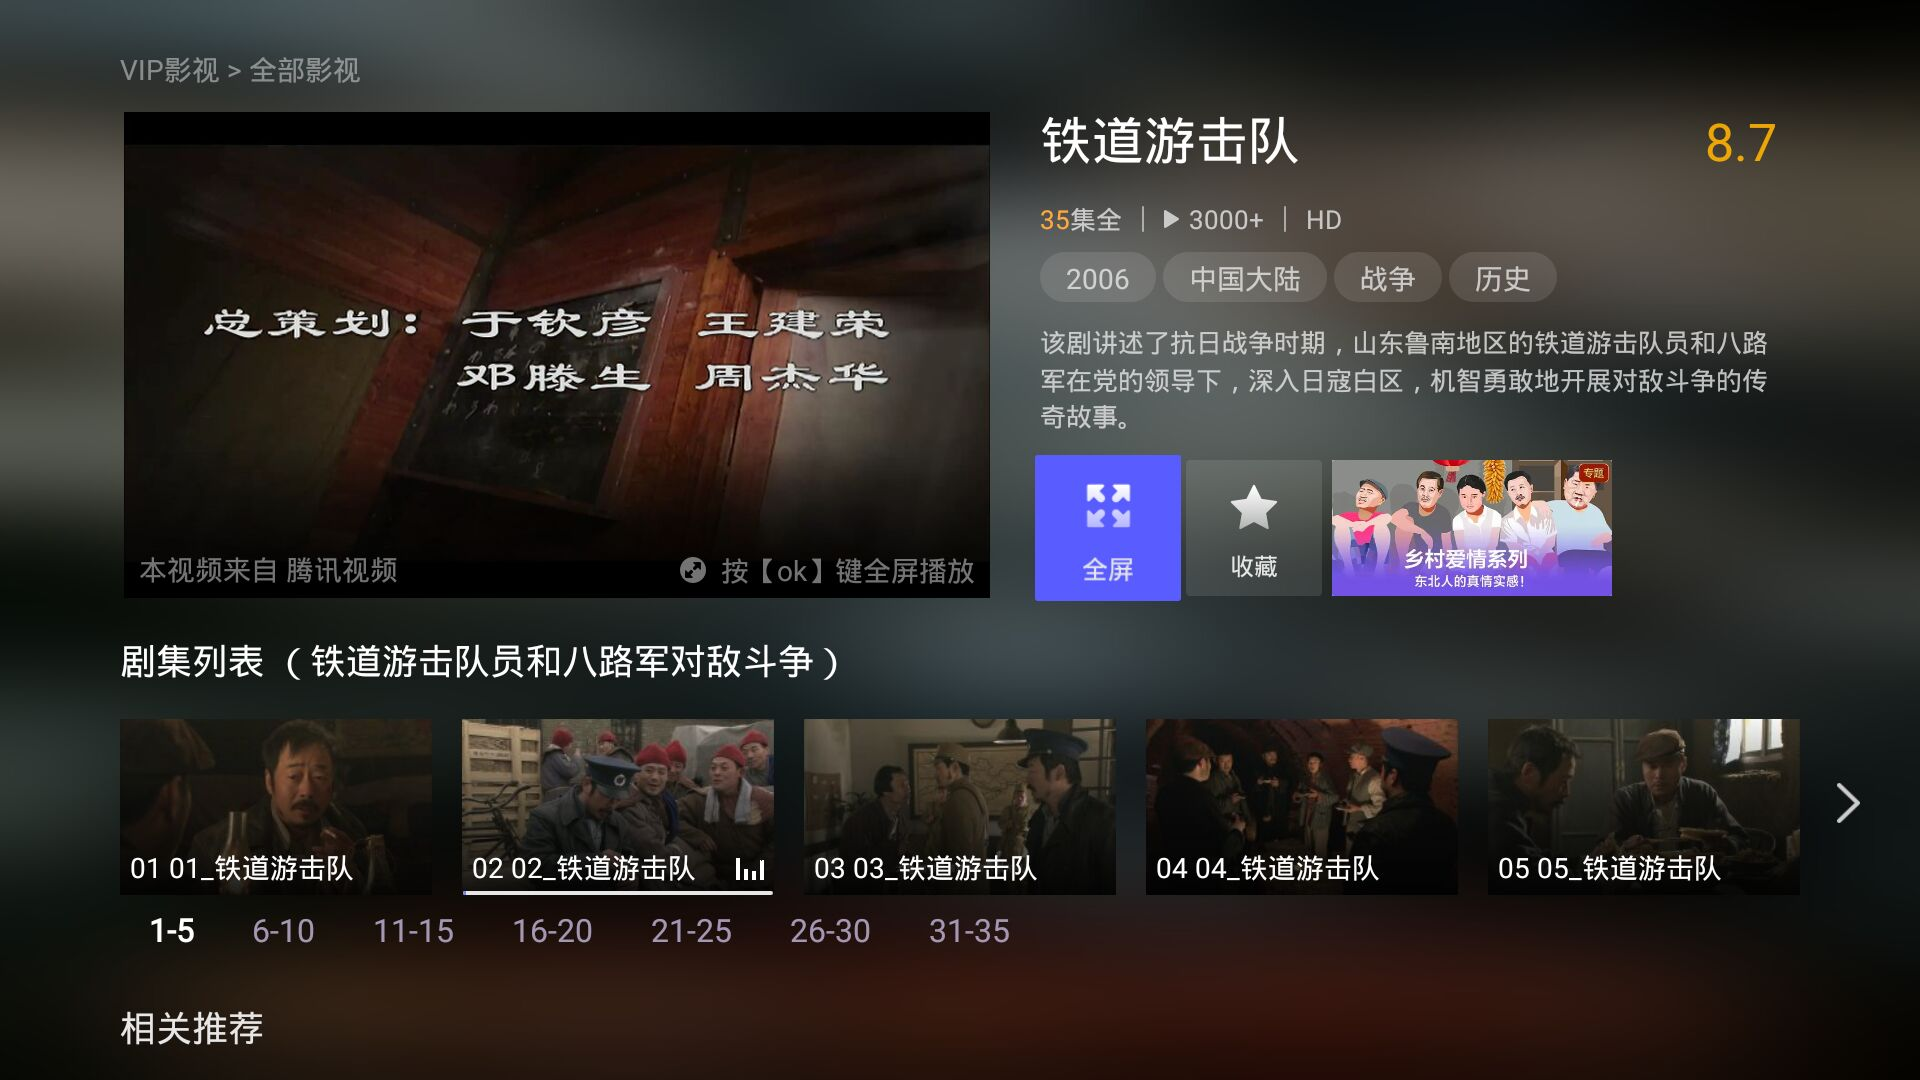 VIP影视 > 全部影视
总策划：于钦彦 王建荣
邓滕生 周杰华
本视频来自 腾讯视频
按【ok】键全屏播放
铁道游击队
8.7
35集全 | 3000+ | HD
2006 中国大陆 战争 历史
该剧讲述了抗日战争时期，山东鲁南地区的铁道游击队员和八路
军在党的领导下，深入日寇白区，机智勇敢地开展对敌斗争的传
奇故事。
全屏
收藏
专题
乡村爱情系列
东北人的真情实感！
剧集列表 （铁道游击队员和八路军对敌斗争）
01 01_铁道游击队
02 02_铁道游击队
03 03_铁道游击队
04 04_铁道游击队
05 05_铁道游击队
1-5 6-10 11-15 16-20 21-25 26-30 31-35
相关推荐